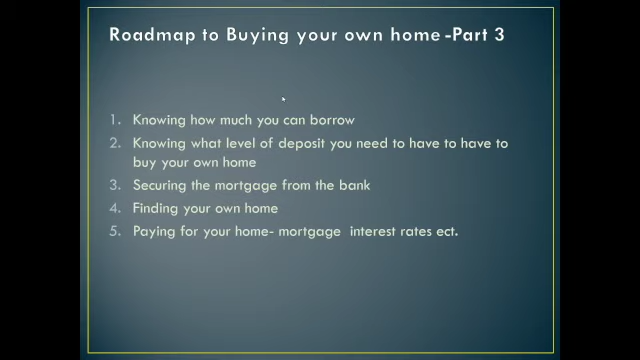 Roadmap to Buying your own home -Part 3
1. Knowing how much you can borrow
2. Knowing what level of deposit you need to have to have to
buy your own home
3. Securing the mortgage from the bank
4. Finding your own home
5. Paying for your home- mortgage interest rates ect.